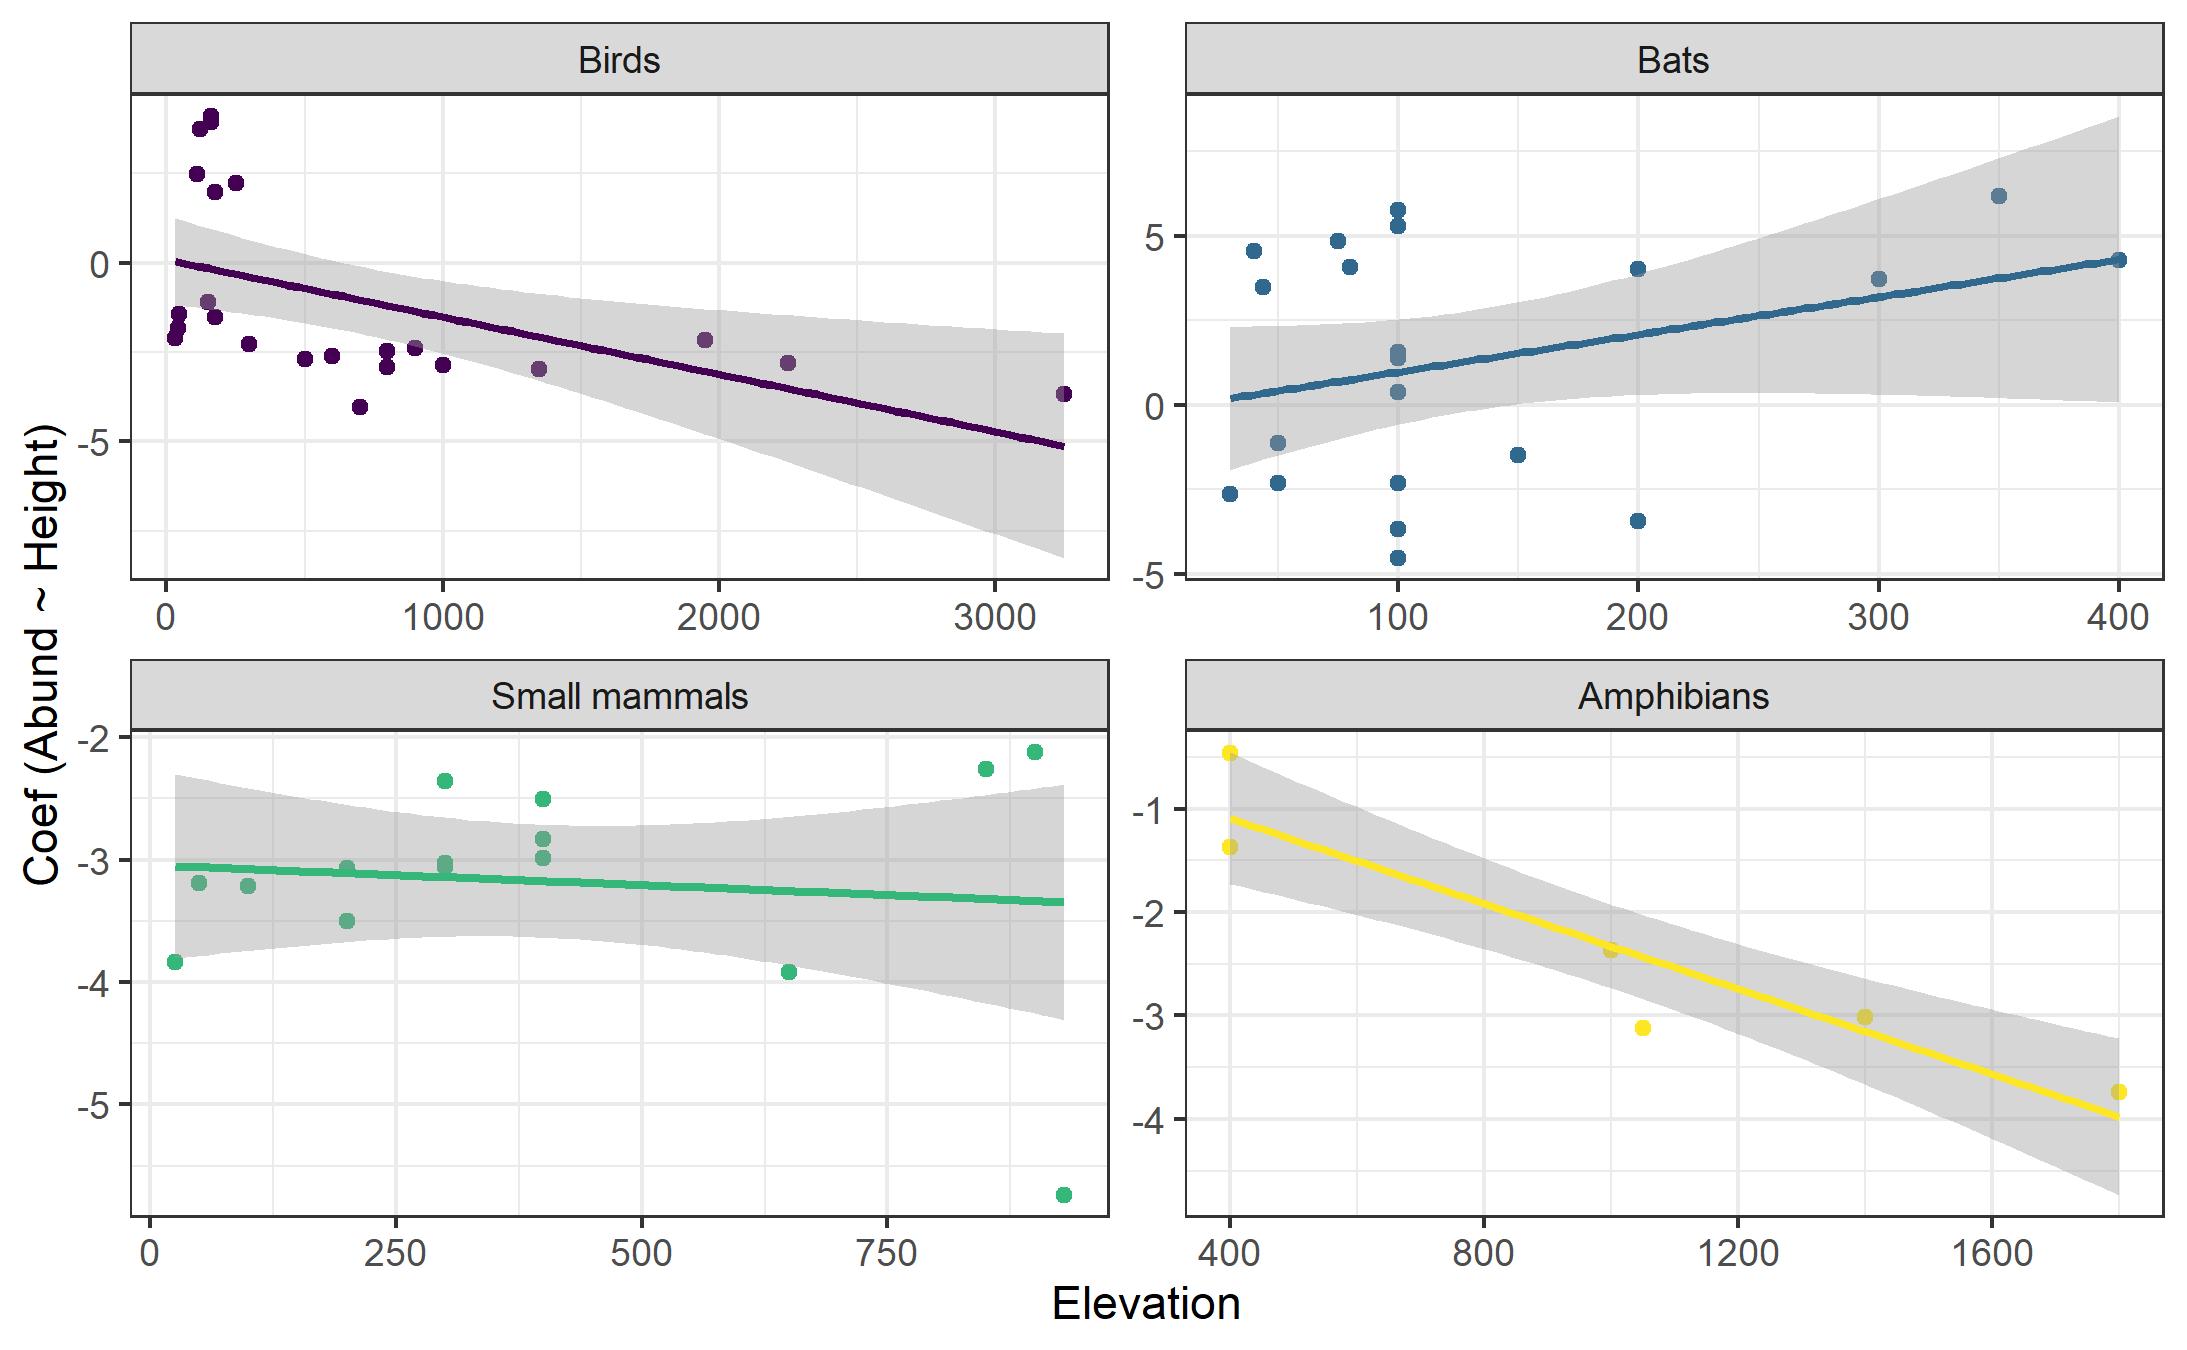 Birds
Bats
0
-5
5
0
-5
0 1000 2000 3000
100 200 300 400
Small mammals
Amphibians
-2
-3
-4
-5
-1
-2
-3
-4
0 250 500 750
400 800 1200 1600
Coef (Abund ~ Height)
Elevation